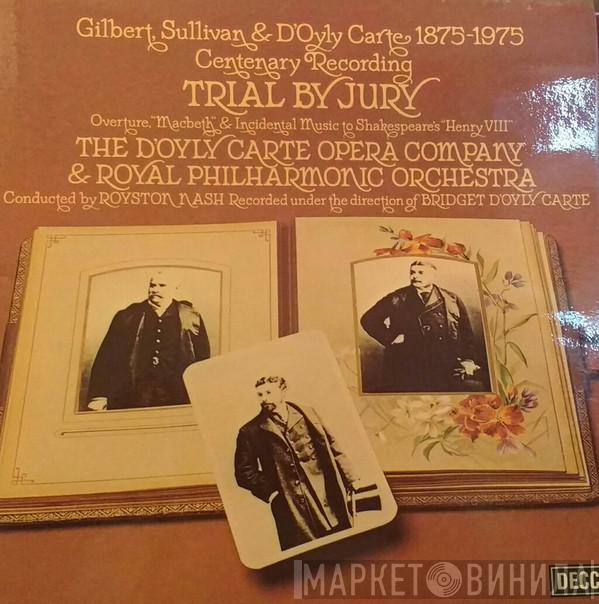 Gilbert, Sullivan & D'Oyly Carte 1875-1975
Centenary Recording
TRIAL BY JURY
Overture, "Macbeth" & Incidental Music to Shakespeare's "Henry VIII"
THE D'OYLY CARTE OPERA COMPANY
& ROYAL PHILHARMONIC ORCHESTRA
Conducted by ROYSTON NASH Recorded under the direction of BRIDGET D'OYLY CARTE
МАРКЕТ ВИНИЛА
DECC